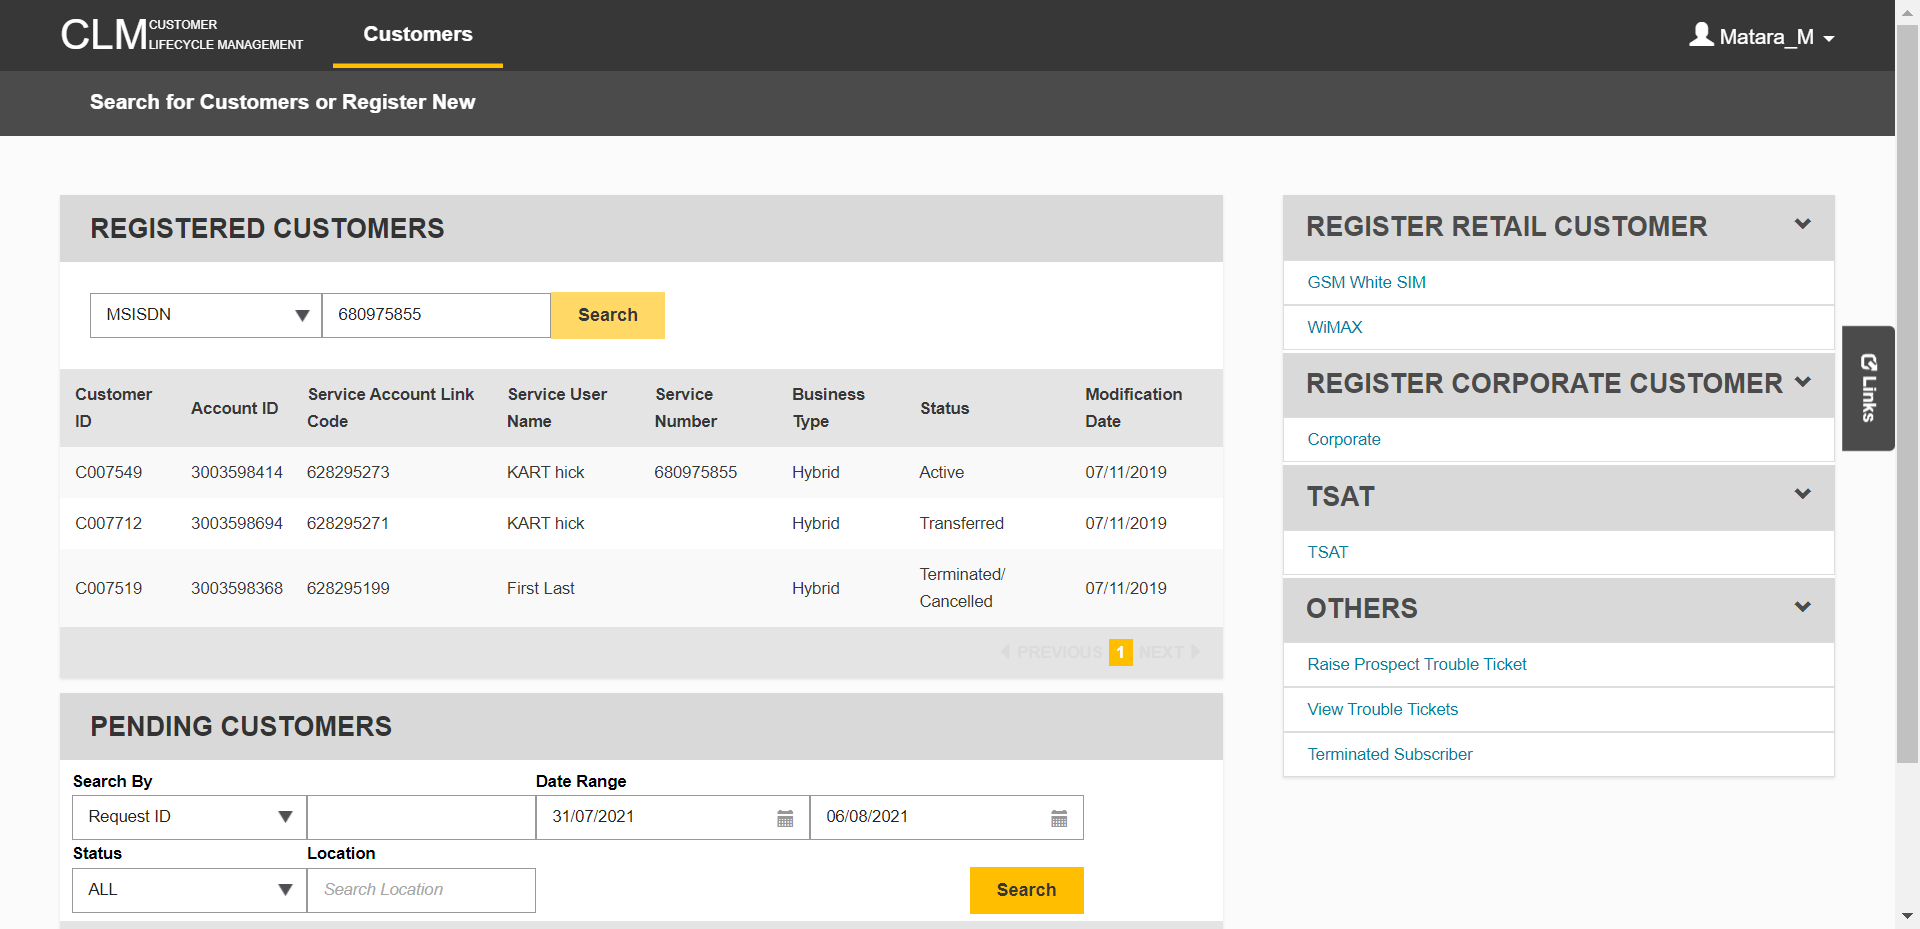 CLM CUSTOMER LIFECYCLE MANAGEMENT
Customers
Matara_M
Search for Customers or Register New
REGISTERED CUSTOMERS
MSISDN 680975855 Search
Customer ID Account ID Service Account Link Code Service User Name Service Number Business Type Status Modification Date
C007549 3003598414 628295273 KART hick 680975855 Hybrid Active 07/11/2019
C007712 3003598694 628295271 KART hick Hybrid Transferred 07/11/2019
C007519 3003598368 628295199 First Last Hybrid Terminated/ Cancelled 07/11/2019
PREVIOUS 1 NEXT
PENDING CUSTOMERS
Search By Date Range
Request ID 31/07/2021 06/08/2021
Status Location
ALL Search Location Search
REGISTER RETAIL CUSTOMER
GSM White SIM
WiMAX
REGISTER CORPORATE CUSTOMER
Corporate
TSAT
TSAT
OTHERS
Raise Prospect Trouble Ticket
View Trouble Tickets
Terminated Subscriber
Links